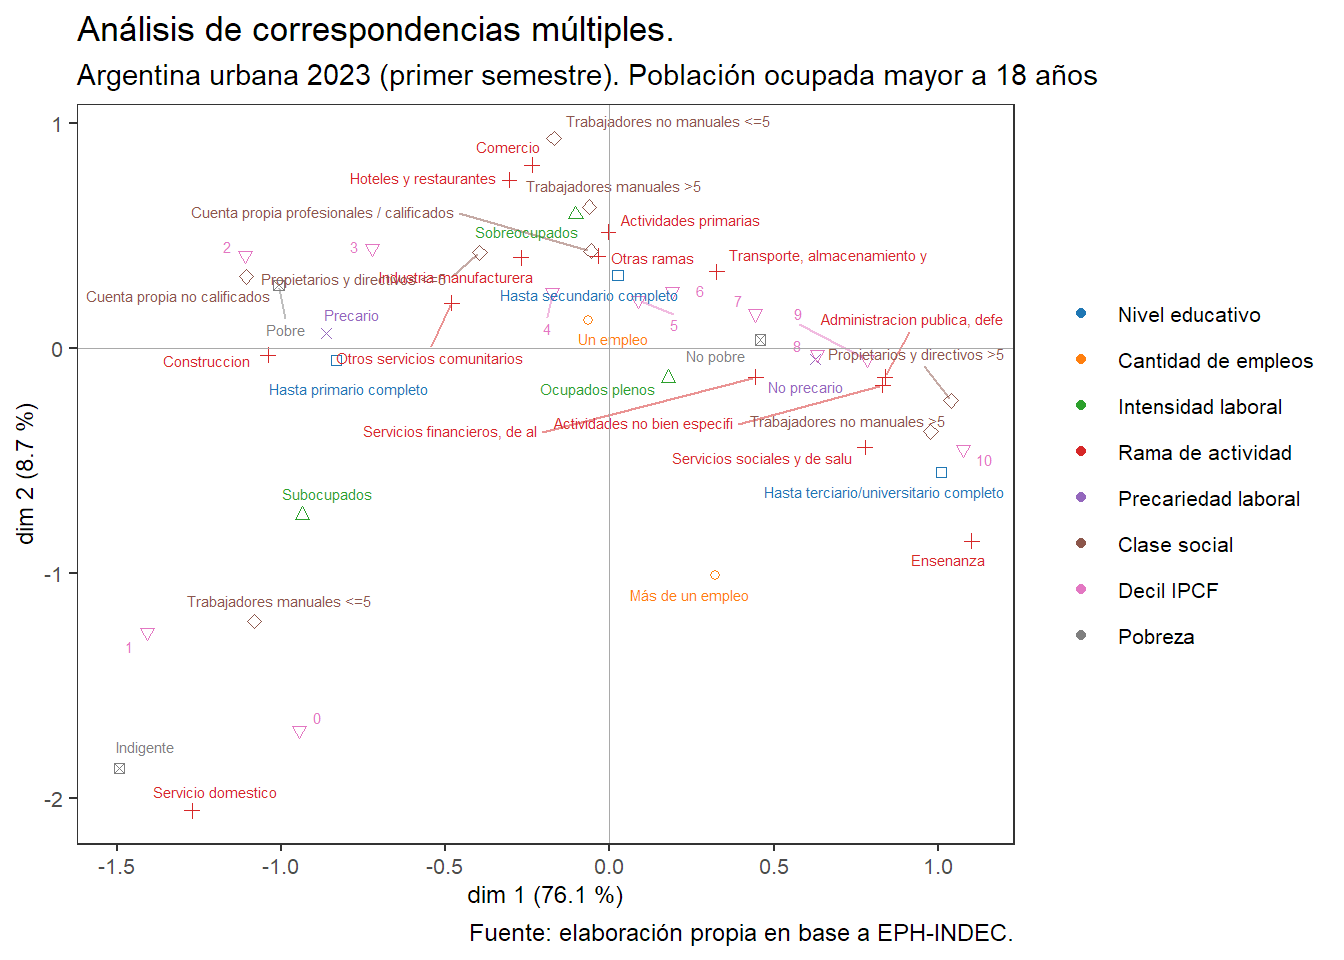 Análisis de correspondencias múltiples.
Argentina urbana 2023 (primer semestre). Población ocupada mayor a 18 años
1
Trabajadores no manuales <=5
Comercio
Hoteles y restaurantes
Trabajadores manuales >5
Cuenta propia profesionales / calificados
Actividades primarias
Sobreocupados
2
3
Otras ramas
Transporte, almacenamiento y
Propietarios y directivos <=5
Industria manufacturera
Cuenta propia no calificados
Hasta secundario completo
6
7
9
Precario
Administracion publica, defe
Pobre
4
5
Un empleo
0
Construccion
Otros servicios comunitarios
No pobre
8
Propietarios y directivos >5
Hasta primario completo
Ocupados plenos
No precario
Servicios financieros, de al
Actividades no bien especifi
Trabajadores no manuales >5
Servicios sociales y de salu
10
Subocupados
Hasta terciario/universitario completo
Ensenanza
-1
Más de un empleo
Trabajadores manuales <=5
1
0
Indigente
Servicio domestico
-2
dim 2 (8.7 %)
-1.5
-1.0
-0.5
0.0
0.5
1.0
dim 1 (76.1 %)
Nivel educativo
Cantidad de empleos
Intensidad laboral
Rama de actividad
Precariedad laboral
Clase social
Decil IPCF
Pobreza
Fuente: elaboración propia en base a EPH-INDEC.